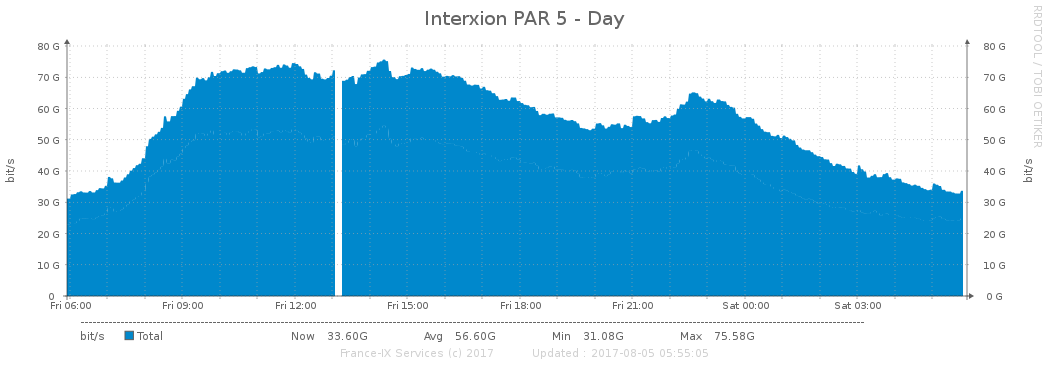 Interxion PAR 5 - Day
RRDTOOL / TOBI OETIKER
bit/s
80 G 80 G
70 G 70 G
60 G 60 G
50 G 50 G
40 G 40 G
30 G 30 G
20 G 20 G
10 G 10 G
0 0 G
bit/s
Fri 06:00 Fri 09:00 Fri 12:00 Fri 15:00 Fri 18:00 Fri 21:00 Sat 00:00 Sat 03:00
bit/s Total Now 33.60G Avg 56.60G Min 31.08G Max 75.58G
France-IX Services (c) 2017 Updated : 2017-08-05 05:55:05